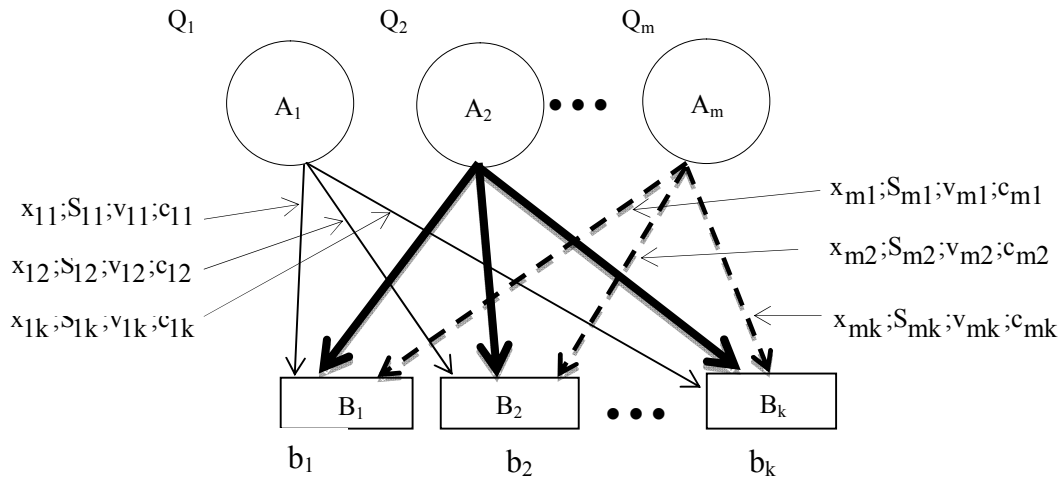 Q1 Q2 Qm
A1 A2 Am
x11;S11;v11;c11
x12;S12;v12;c12
x1k;S1k;v1k;c1k
xm1;Sm1;vm1;cm1
xm2;Sm2;vm2;cm2
xmk;Smk;vmk;cmk
B1 B2 Bk
b1 b2 bk